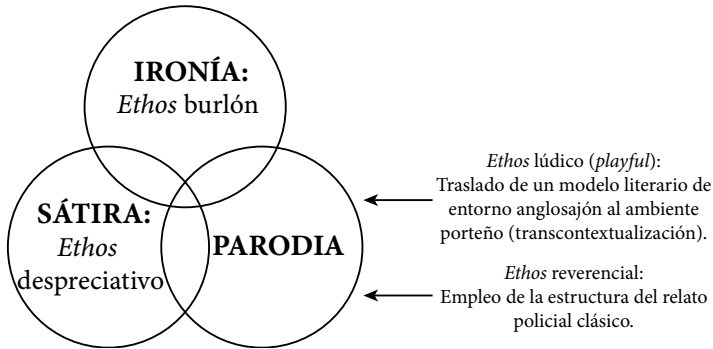 IRONÍA:
Ethos burlón
SÁTIRA:
Ethos
despreciativo
PARODIA
Ethos lúdico (playful):
Traslado de un modelo literario de
entorno anglosajón al ambiente
porteño (transcontextualización).
Ethos reverencial:
Empleo de la estructura del relato
policial clásico.